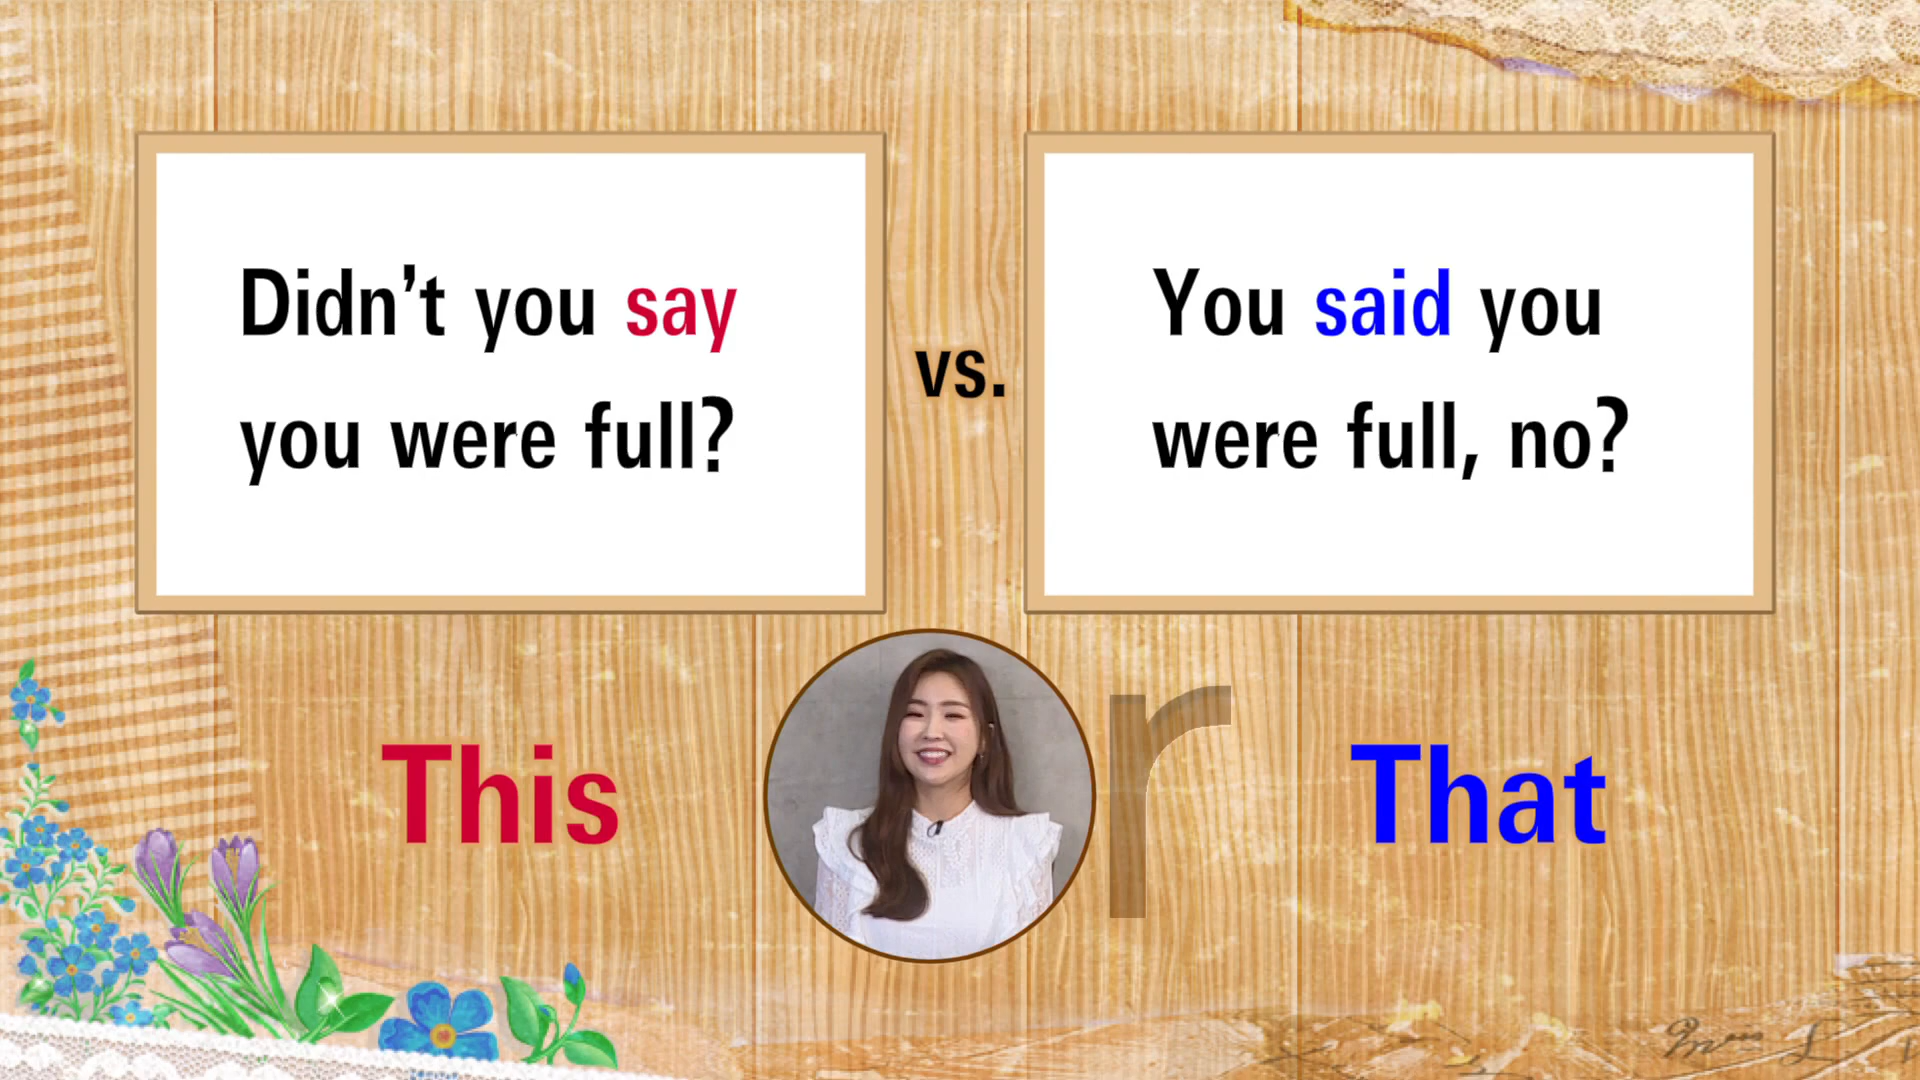 Didn’t you say
you were full?
vs.
You said you
were full, no?
This
r
That